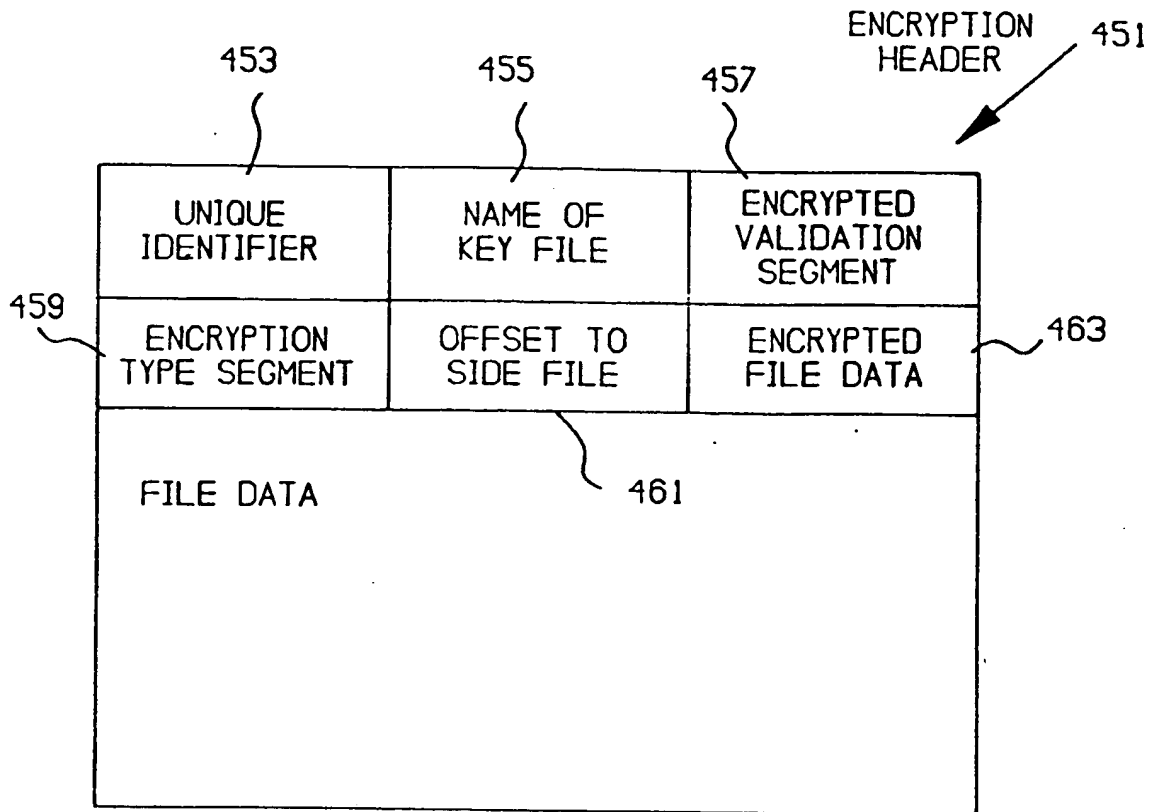 ENCRYPTION
HEADER
451
453
455
457
UNIQUE
IDENTIFIER
NAME OF
KEY FILE
ENCRYPTED
VALIDATION
SEGMENT
459
ENCRYPTION
TYPE SEGMENT
OFFSET TO
SIDE FILE
ENCRYPTED
FILE DATA
463
FILE DATA
461